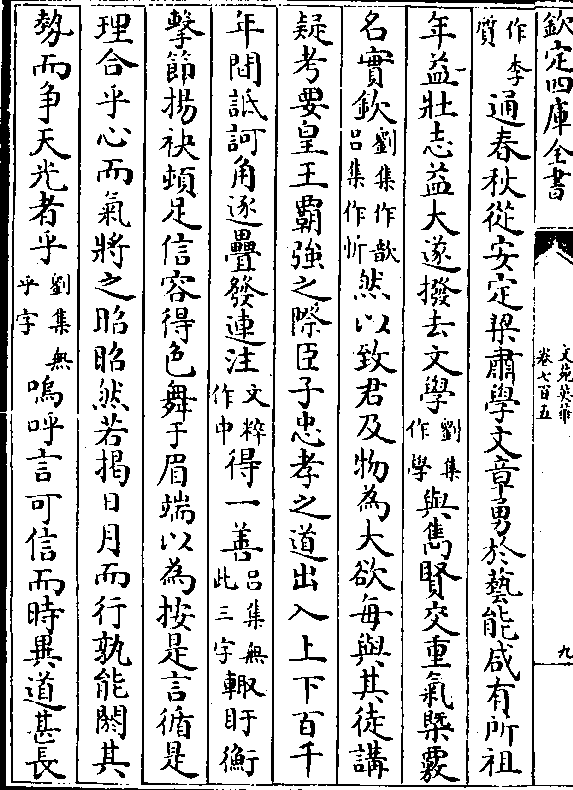 欽定四庫全書
文苑英華
卷七百五
九
作李質通春秋從安定梁肅學文章勇於藝能咸有所祖
年益壯志益大遂撥去文學劉集作學與雋賢交重氣槩覈
名實欽劉集作歆吕集作忻然以致君及物為大欲每與其徒講
疑考要皇王霸強之際臣子忠孝之道出入上下百千
年間詆訶角逐疊發連注文粹作中得一善吕集無此三字輙盱衡
擊節揚袂頓足信容得色舞于眉端以為按是言循是
理合乎心而氣將之昭昭然若揭日月而行孰能閼其
勢而争天光者乎劉集無乎字嗚呼言可信而時異道甚長